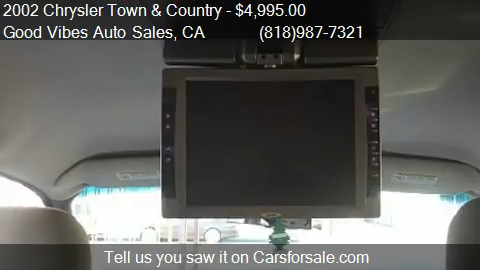 2002 Chrysler Town & Country - $4,995.00
Good Vibes Auto Sales, CA (818)987-7321
Tell us you saw it on Carsforsale.com